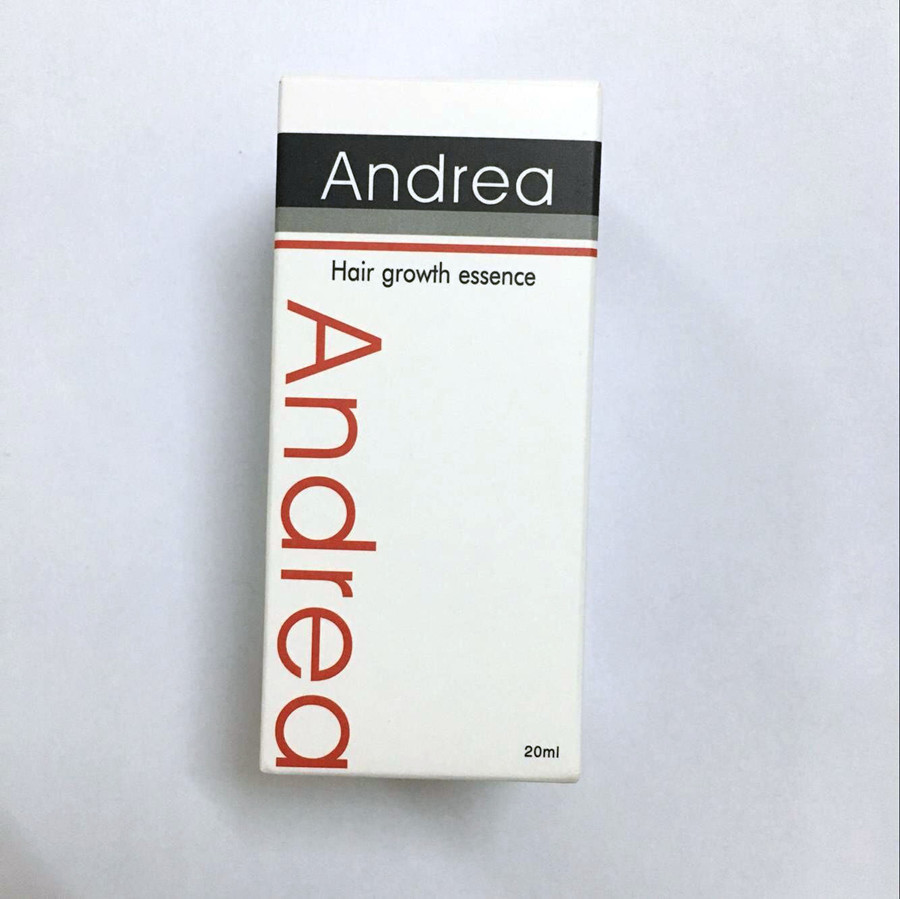 Andrea
Hair growth essence
Andrea
20ml